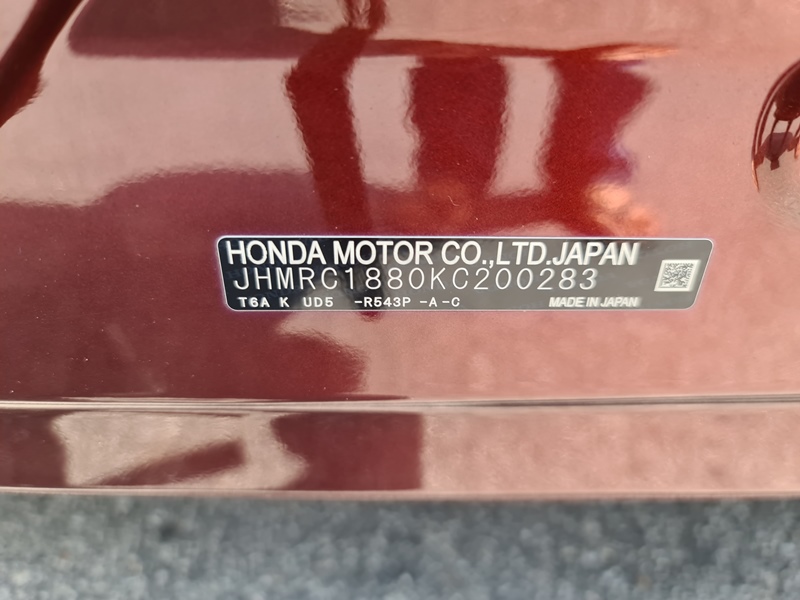 HONDA MOTOR CO.,LTD.JAPAN
JHMRC1880KC200283
T6A K UD5 -R543P -A-C MADE IN JAPAN